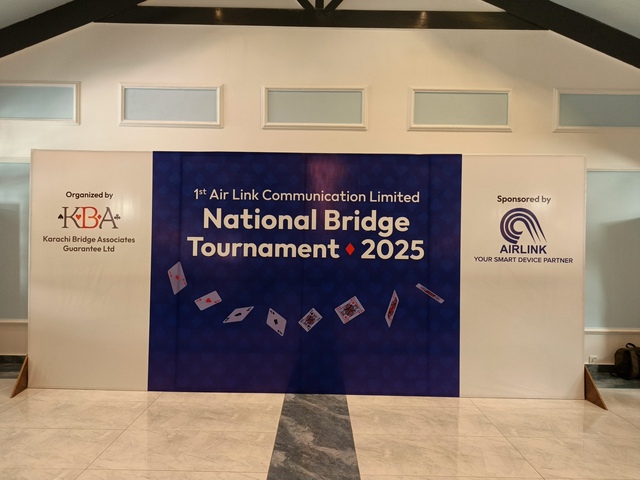 Organized by
KBA
Karachi Bridge Associates
Guarantee Ltd
1st Air Link Communication Limited
National Bridge
Tournament ♦ 2025
Sponsored by
AIRLINK
YOUR SMART DEVICE PARTNER